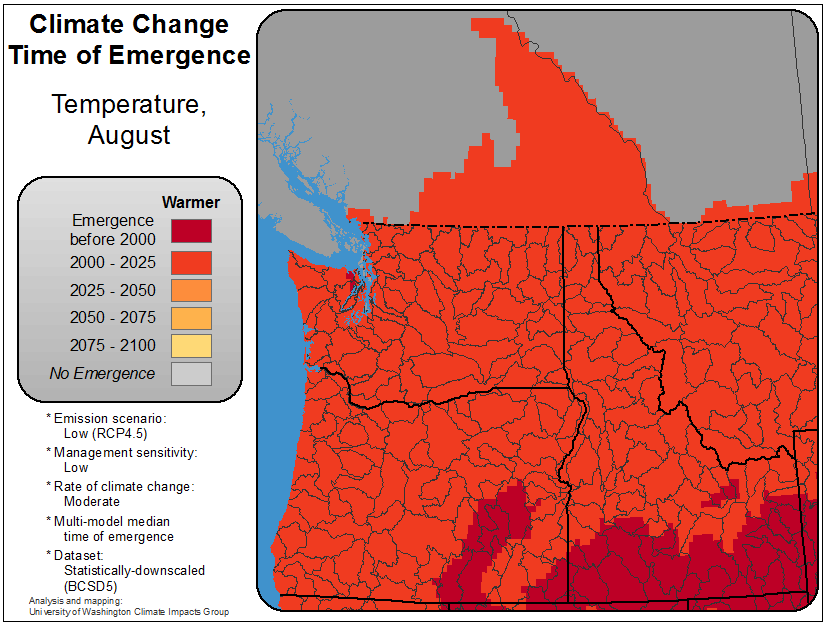 Climate Change
Time of Emergence
Temperature,
August
Warmer
Emergence
before 2000
2000 - 2025
2025 - 2050
2050 - 2075
2075 - 2100
No Emergence
* Emission scenario:
Low (RCP4.5)
* Management sensitivity:
Low
* Rate of climate change:
Moderate
* Multi-model median
time of emergence
* Dataset:
Statistically-downscaled
(BCSD5)
Analysis and mapping:
University of Washington Climate Impacts Group